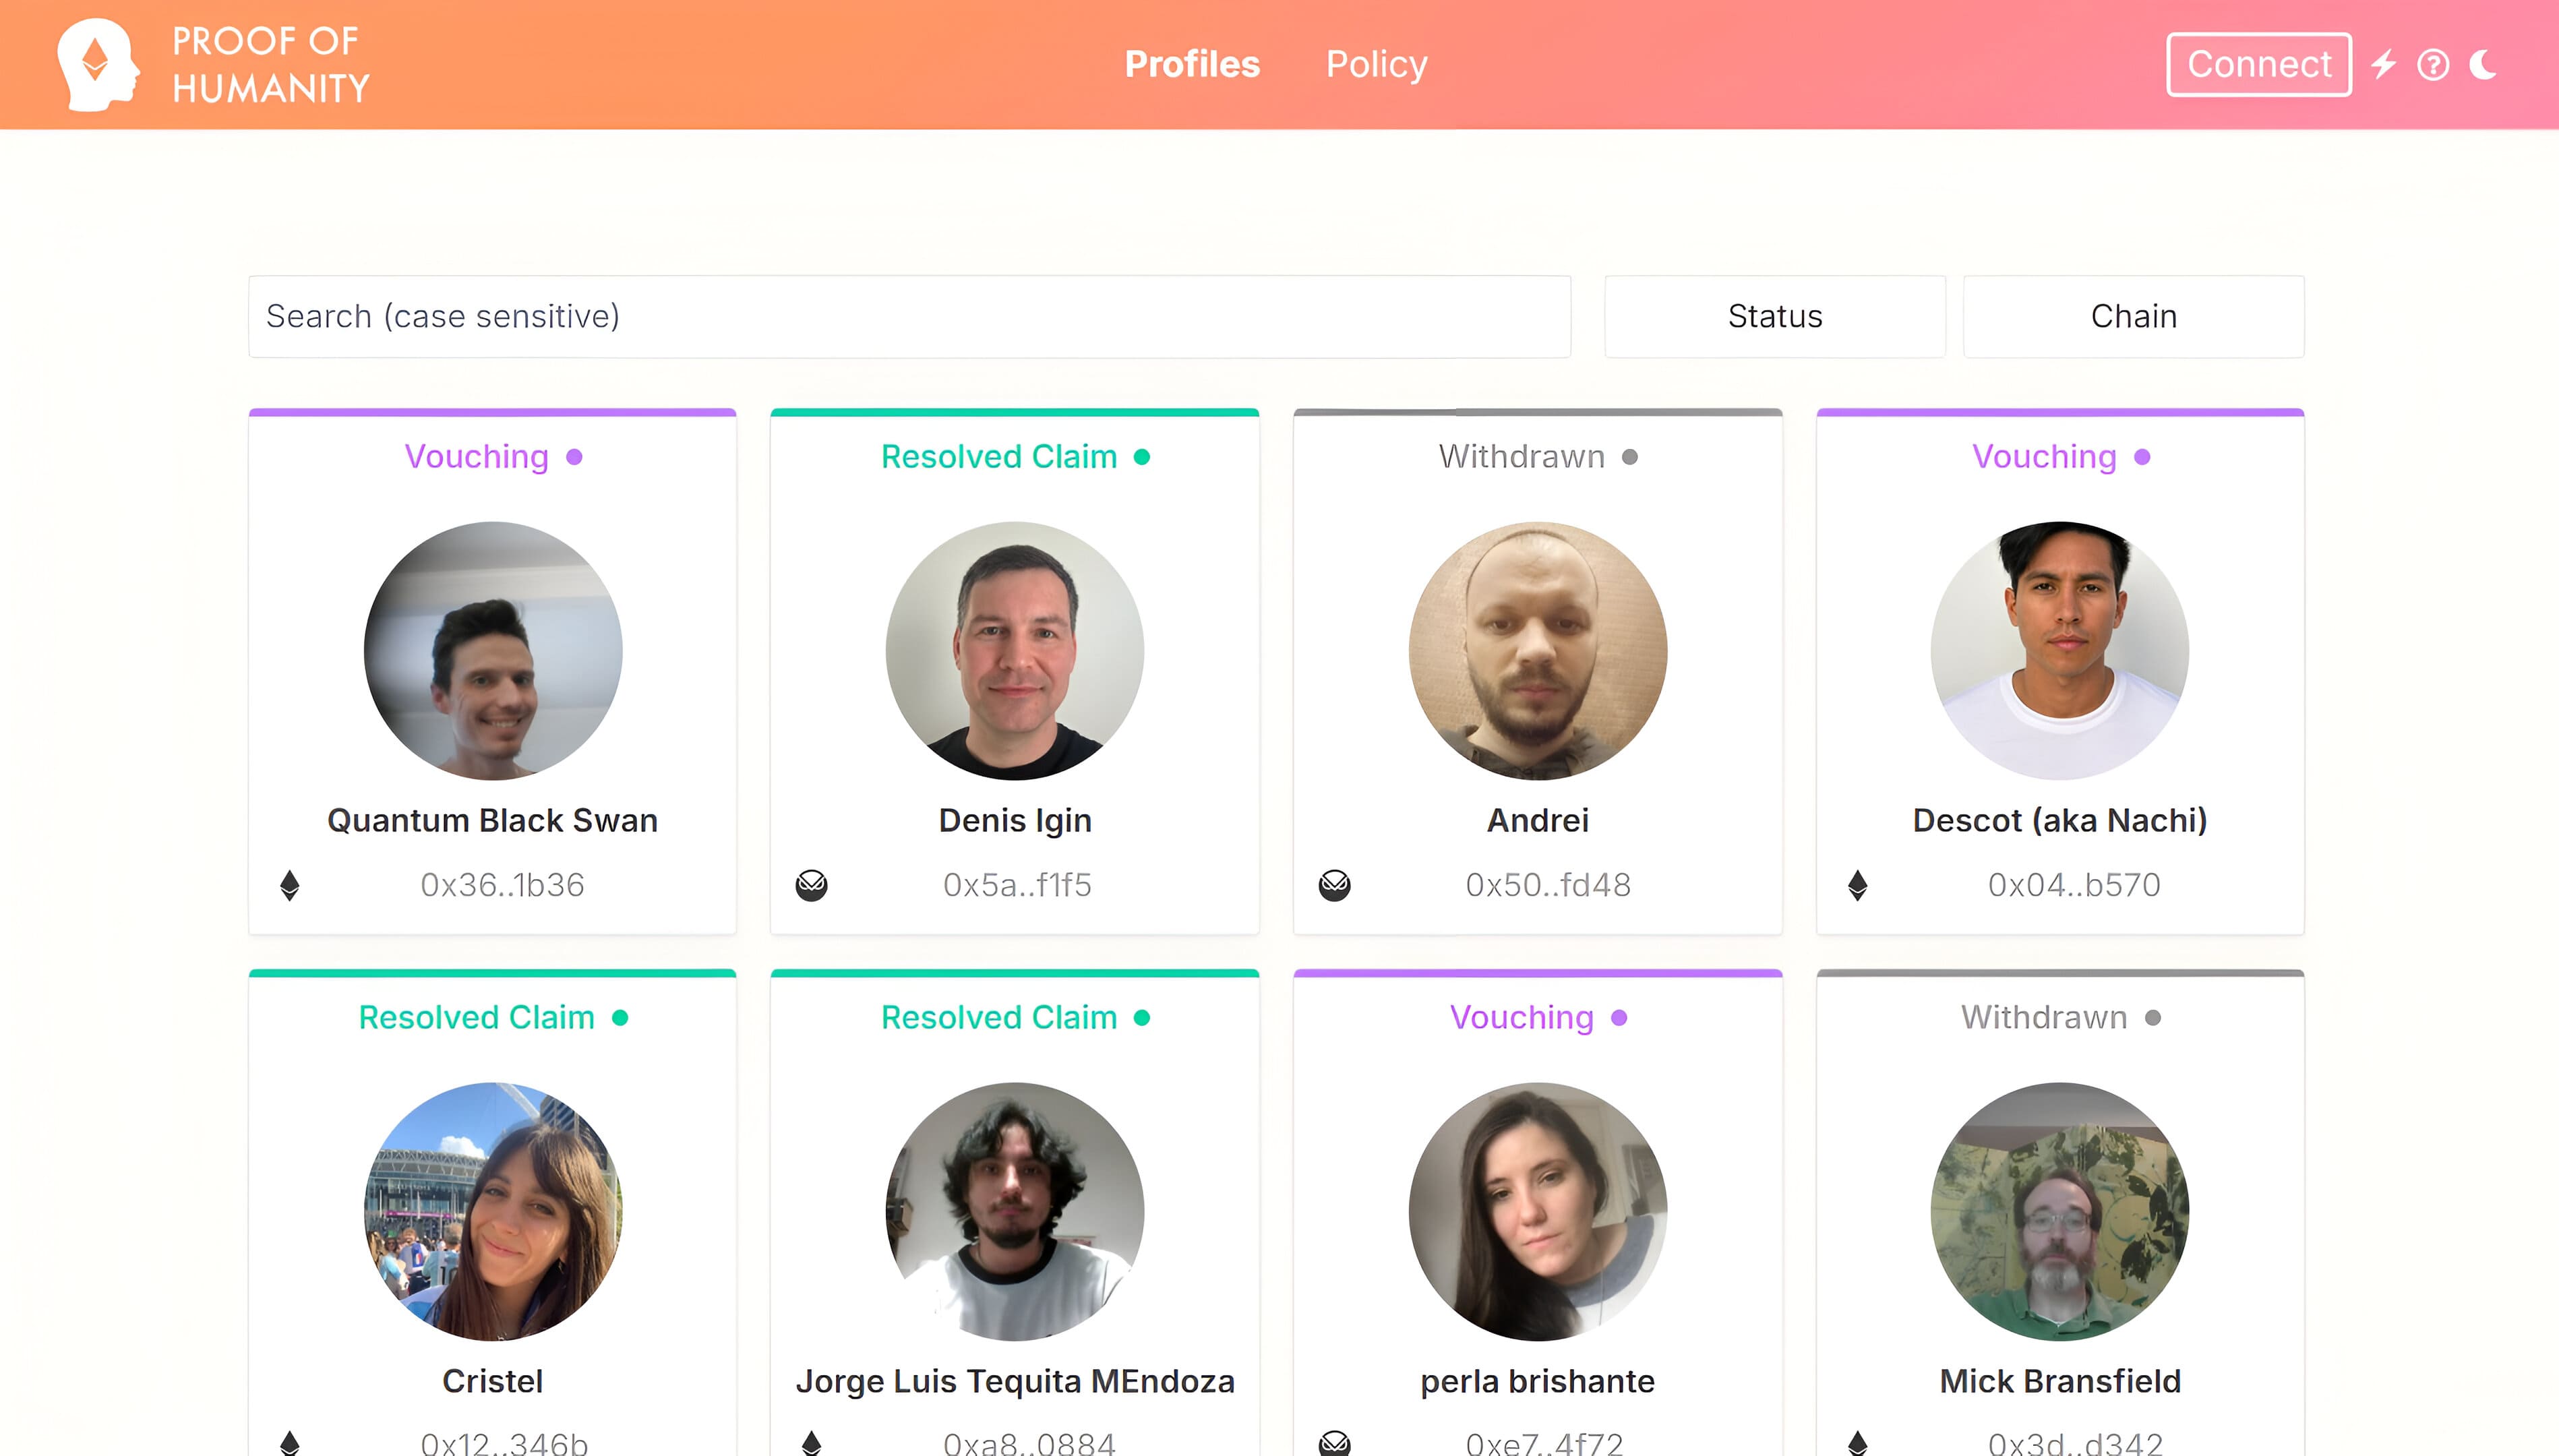 PROOF OF
HUMANITY
Profiles
Policy
Connect
Search (case sensitive)
Status
Chain
Vouching
Resolved Claim
Withdrawn
Vouching
Quantum Black Swan
Denis Igin
Andrei
Descot (aka Nachi)
0x36..1b36
0x5a..f1f5
0x50..fd48
0x04..b570
Resolved Claim
Resolved Claim
Vouching
Withdrawn
Cristel
Jorge Luis Tequita MEndoza
perla brishante
Mick Bransfield
0x12..346b
0xa8..0884
0xe7..4f72
0x3d..d342